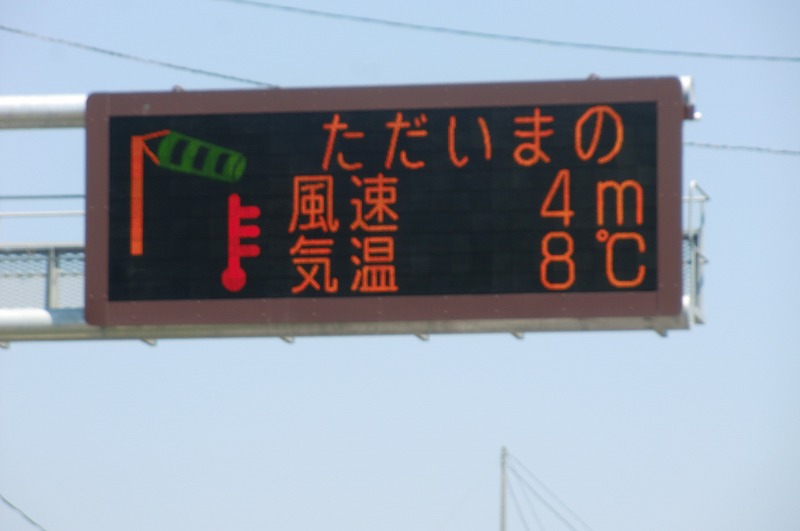 ただいまの
風速 4m
気温 8℃